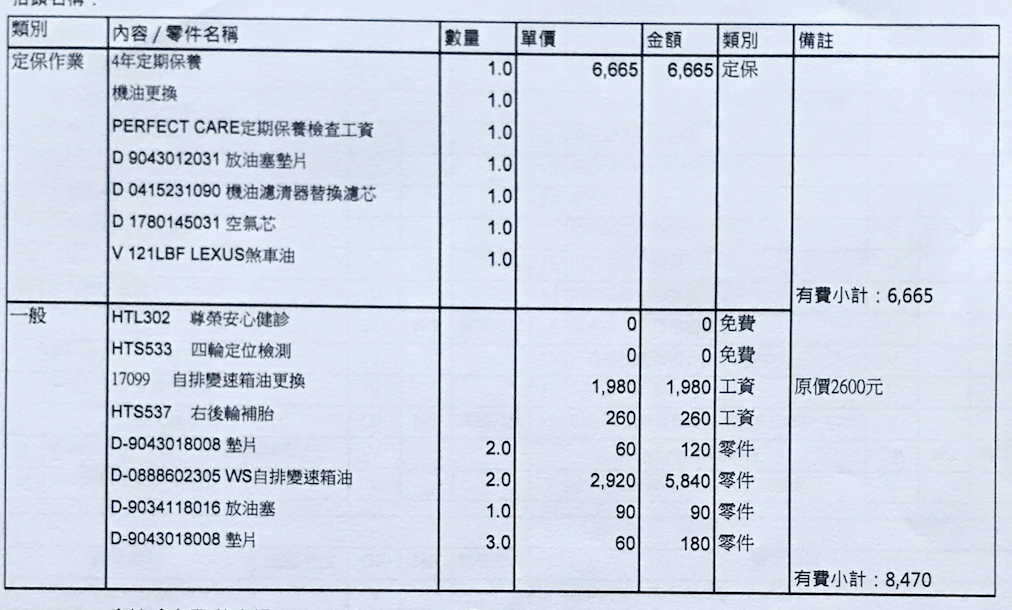 類別 內容 / 零件名稱 數量 單價 金額 類別 備註
定保作業 4年定期保養 1.0 6,665 6,665 定保
機油更換 1.0
PERFECT CARE定期保養檢查工資 1.0
D 9043012031 放油塞墊片 1.0
D 0415231090 機油濾清器替換濾芯 1.0
D 1780145031 空氣芯 1.0
V 121LBF LEXUS煞車油 1.0
有費小計：6,665
一般 HTL302 尊榮安心健診 0 0 免費
HTS533 四輪定位檢測 0 0 免費
17099 自排變速箱油更換 1,980 1,980 工資 原價2600元
HTS537 右後輪補胎 260 260 工資
D-9043018008 墊片 2.0 60 120 零件
D-0888602305 WS自排變速箱油 2.0 2,920 5,840 零件
D-9034118016 放油塞 1.0 90 90 零件
D-9043018008 墊片 3.0 60 180 零件
有費小計：8,470